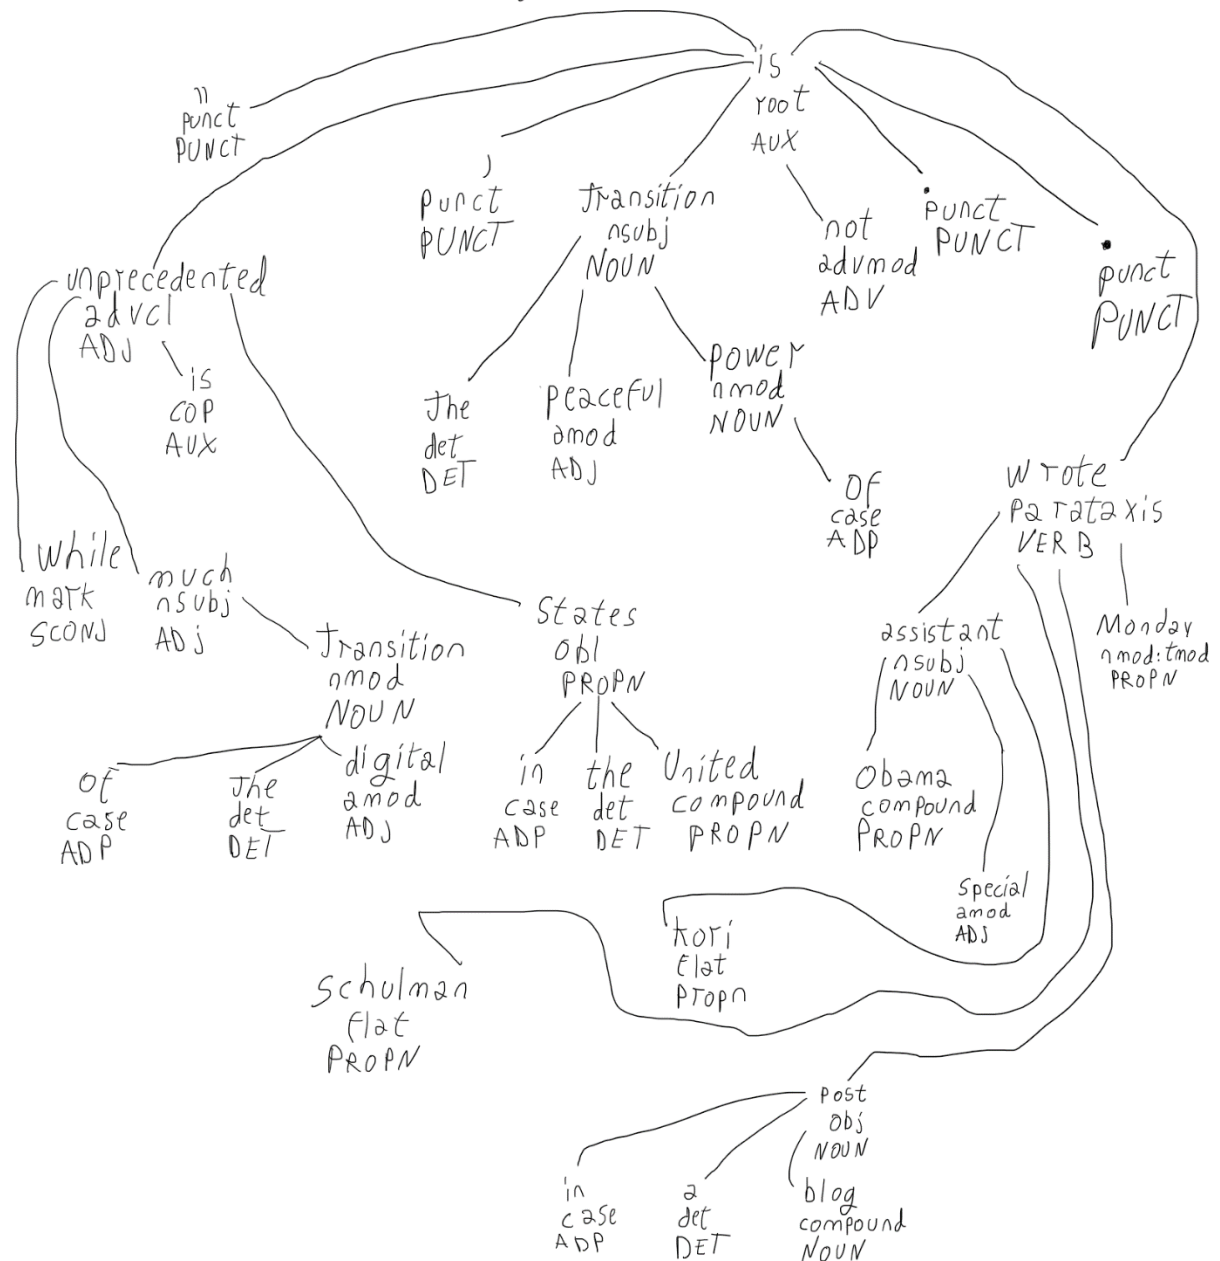 is
root
AUX
"
punct
PUNCT
,
punct
PUNCT
Transition
nsubj
NOUN
not
advmod
ADV
.
punct
PUNCT
.
punct
PUNCT
unprecedented
advcl
ADJ
is
COP
AUX
The
det
DET
peaceful
amod
ADJ
power
nmod
NOUN
OF
case
ADP
wrote
parataxis
VERB
while
mark
SCONJ
much
nsubj
ADJ
Transition
nmod
NOUN
States
Obl
PROPN
assistant
nsubj
NOUN
Monday
nmod:tmod
PROPN
of
case
ADP
The
det
DET
digital
amod
ADJ
in
case
ADP
the
det
DET
United
compound
PROPN
Obama
compound
PROPN
Special
amod
ADJ
Kori
flat
Propn
Schulman
flat
PROPN
Post
Obj
NOUN
in
case
ADP
a
det
DET
blog
compound
NOUN